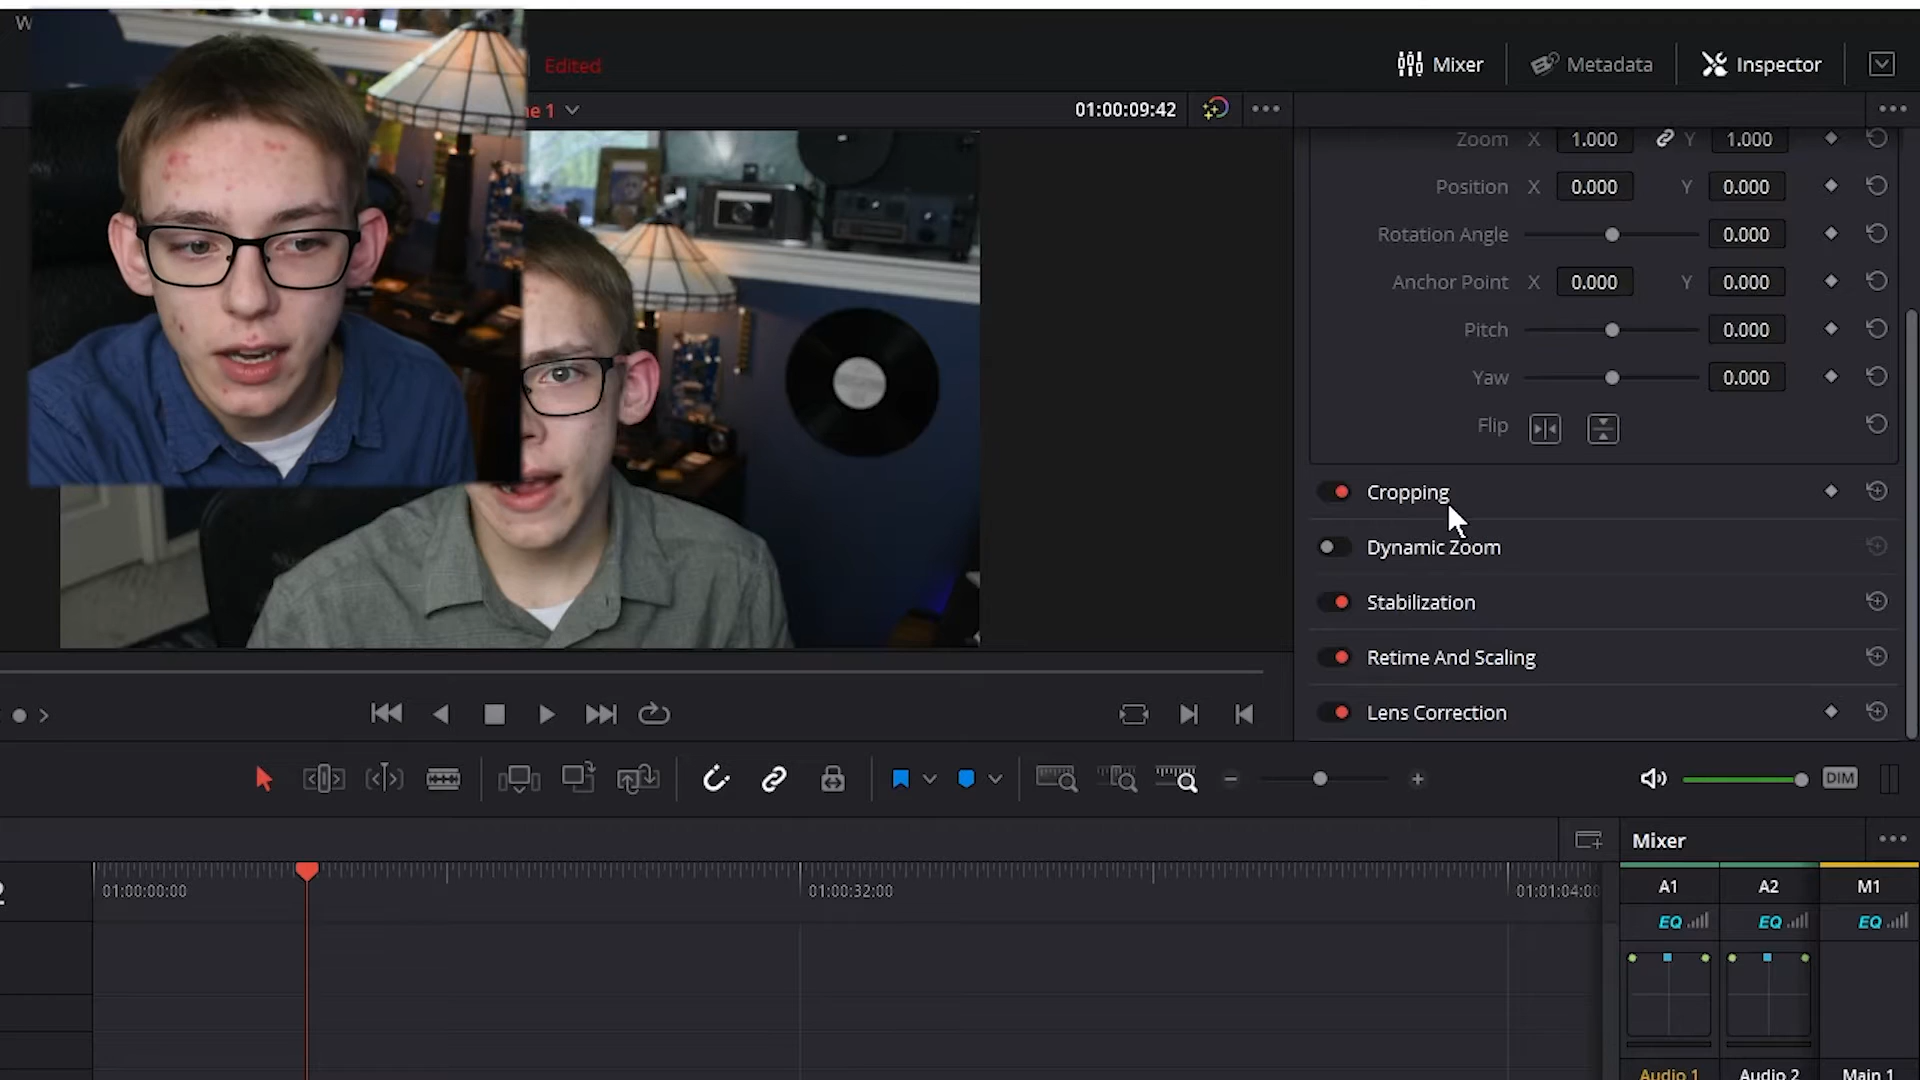 W
Edited
Mixer
Metadata
Inspector
ne 1
01:00:09:42
Zoom X 1.000 Y 1.000
Position X 0.000 Y 0.000
Rotation Angle 0.000
Anchor Point X 0.000 Y 0.000
Pitch 0.000
Yaw 0.000
Flip
Cropping
Dynamic Zoom
Stabilization
Retime And Scaling
Lens Correction
DIM
Mixer
2
01:00:00:00
01:00:32:00
01:01:04:00
A1 A2 M1
EQ EQ EQ
Audio 1 Audio 2 Main 1